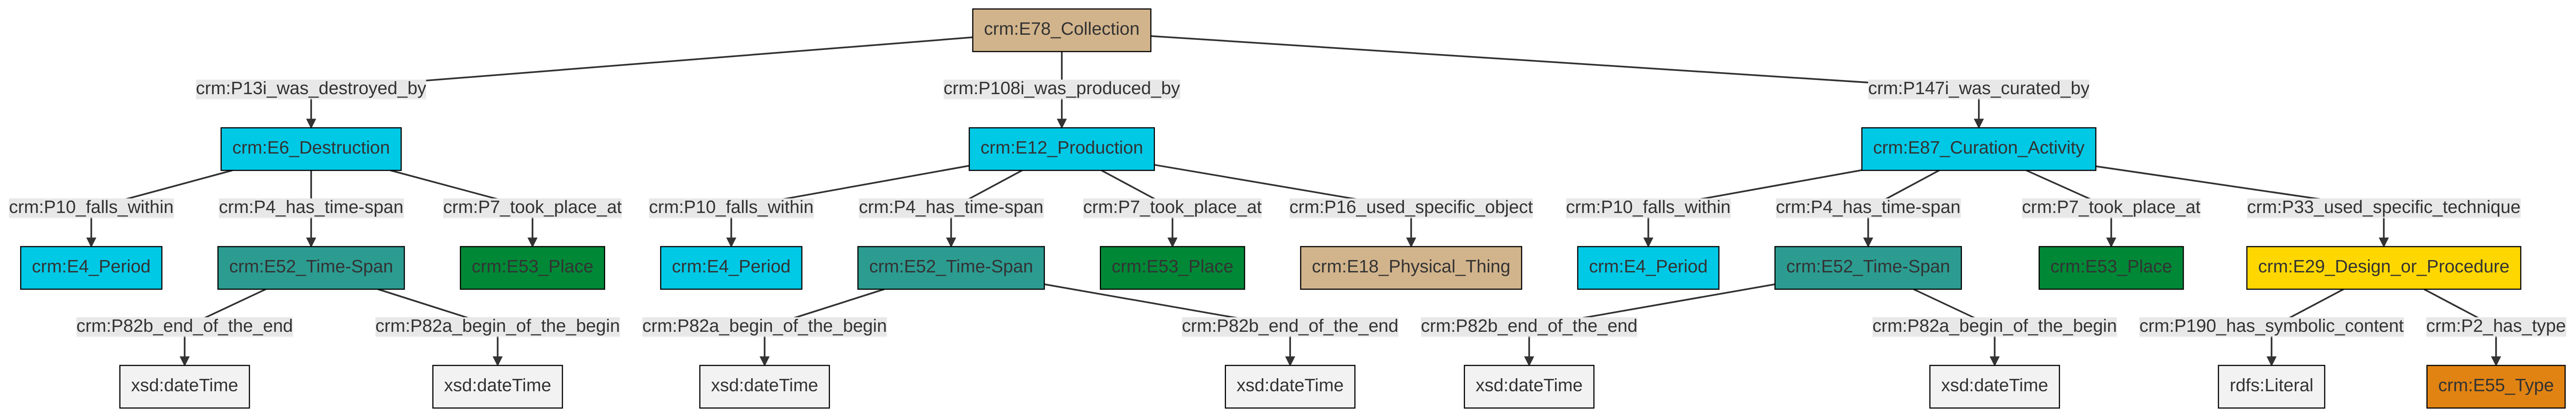 crm:E78_Collection
crm:P13i_was_destroyed_by
crm:P108i_was_produced_by
crm:P147i_was_curated_by
crm:E6_Destruction
crm:E12_Production
crm:E87_Curation_Activity
crm:P10_falls_within
crm:P4_has_time-span
crm:P7_took_place_at
crm:P10_falls_within
crm:P4_has_time-span
crm:P7_took_place_at
crm:P16_used_specific_object
crm:P10_falls_within
crm:P4_has_time-span
crm:P7_took_place_at
crm:P33_used_specific_technique
crm:E4_Period
crm:E52_Time-Span
crm:E53_Place
crm:E4_Period
crm:E52_Time-Span
crm:E53_Place
crm:E18_Physical_Thing
crm:E4_Period
crm:E52_Time-Span
crm:E53_Place
crm:E29_Design_or_Procedure
crm:P82b_end_of_the_end
crm:P82a_begin_of_the_begin
crm:P82a_begin_of_the_begin
crm:P82b_end_of_the_end
crm:P82b_end_of_the_end
crm:P82a_begin_of_the_begin
crm:P190_has_symbolic_content
crm:P2_has_type
xsd:dateTime
xsd:dateTime
xsd:dateTime
xsd:dateTime
xsd:dateTime
xsd:dateTime
rdfs:Literal
crm:E55_Type